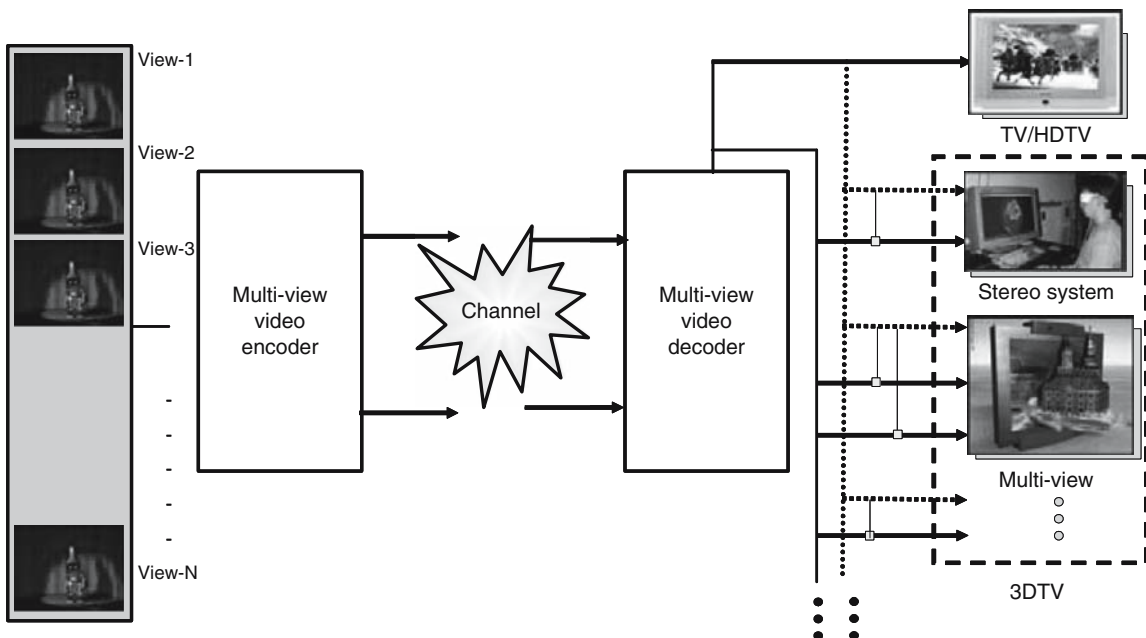 View-1
View-2
View-3
View-N
Multi-view
video
encoder
Channel
Multi-view
video
decoder
TV/HDTV
Stereo system
Multi-view
3DTV